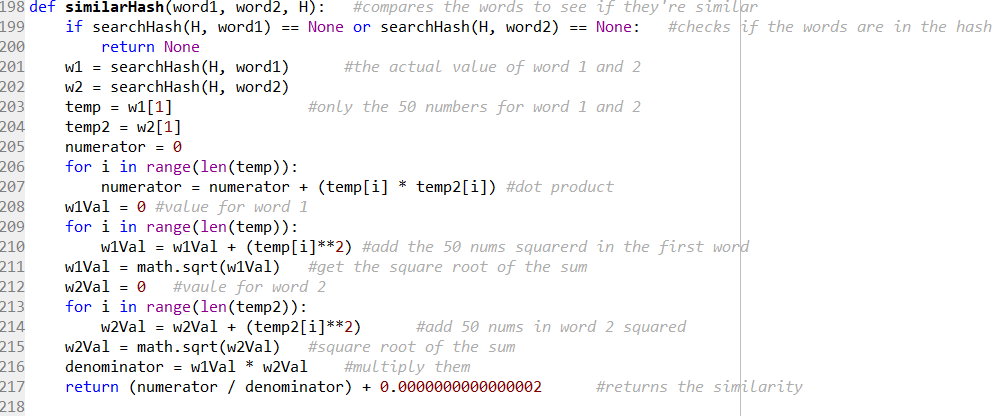 198 def similarHash(word1, word2, H):   #compares the words to see if they're similar
199     if searchHash(H, word1) == None or searchHash(H, word2) == None:   #checks if the words are in the hash
200         return None
201     w1 = searchHash(H, word1)      #the actual value of word 1 and 2
202     w2 = searchHash(H, word2)
203     temp = w1[1]               #only the 50 numbers for word 1 and 2
204     temp2 = w2[1]
205     numerator = 0
206     for i in range(len(temp)):
207         numerator = numerator + (temp[i] * temp2[i]) #dot product
208     w1Val = 0 #value for word 1
209     for i in range(len(temp)):
210         w1Val = w1Val + (temp[i]**2) #add the 50 nums squarerd in the first word
211     w1Val = math.sqrt(w1Val)   #get the square root of the sum
212     w2Val = 0   #vaule for word 2
213     for i in range(len(temp2)):
214         w2Val = w2Val + (temp2[i]**2)      #add 50 nums in word 2 squared
215     w2Val = math.sqrt(w2Val)   #square root of the sum
216     denominator = w1Val * w2Val    #multiply them
217     return (numerator / denominator) + 0.0000000000000002      #returns the similarity
218